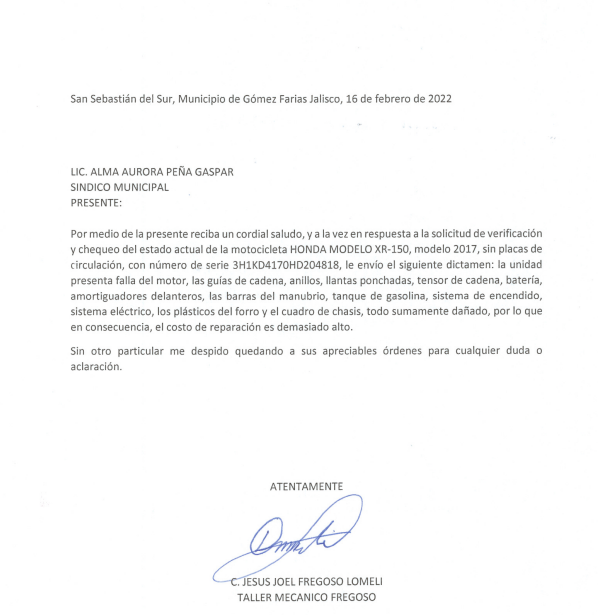 San Sebastián del Sur, Municipio de Gómez Farias Jalisco, 16 de febrero de 2022
LIC. ALMA AURORA PEÑA GASPAR
SINDICO MUNICIPAL
PRESENTE:
Por medio de la presente reciba un cordial saludo, y a la vez en respuesta a la solicitud de verificación
y chequeo del estado actual de la motocicleta HONDA MODELO XR-150, modelo 2017, sin placas de
circulación, con número de serie 3H1KD4170HD204818, le envío el siguiente dictamen: la unidad
presenta falla del motor, las guías de cadena, anillos, llantas ponchadas, tensor de cadena, batería,
amortiguadores delanteros, las barras del manubrio, tanque de gasolina, sistema de encendido,
sistema eléctrico, los plásticos del forro y el cuadro de chasis, todo sumamente dañado, por lo que
en consecuencia, el costo de reparación es demasiado alto.
Sin otro particular me despido quedando a sus apreciables órdenes para cualquier duda o
aclaración.
ATENTAMENTE
C. JESUS JOEL FREGOSO LOMELI
TALLER MECANICO FREGOSO